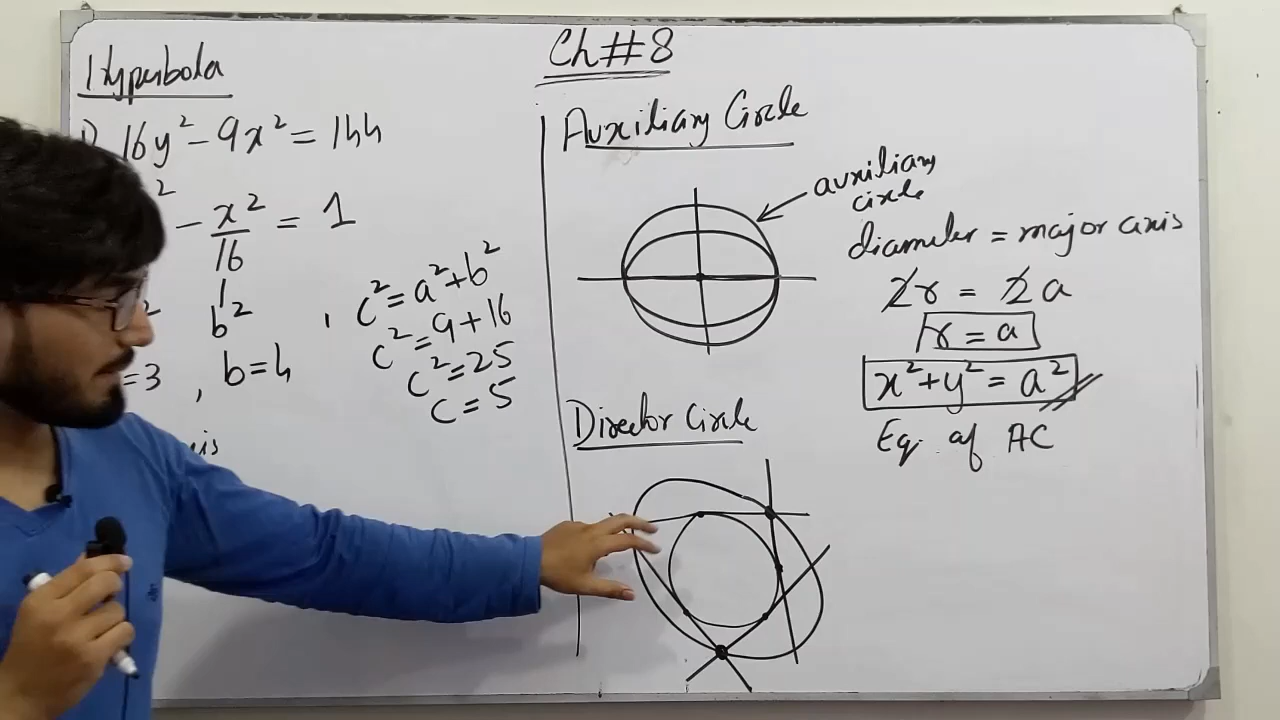 Ch#8
Hyperbola
16y² - 9x² = 144
² - x²/16 = 1
b²
=3 , b=4
, c² = a² + b²
c² = 9 + 16
c² = 25
c = 5
Auxiliary Circle
auxiliary
circle
diameter = major axis
2r = 2a
r = a
x² + y² = a²
Eq. of AC
Director Circle